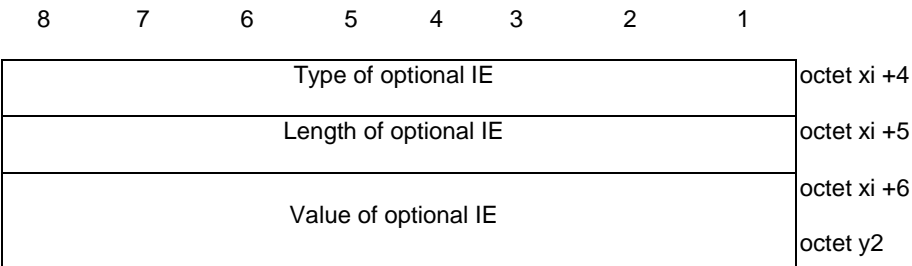 8 7 6 5 4 3 2 1
Type of optional IE octet xi +4
Length of optional IE octet xi +5
octet xi +6
Value of optional IE
octet y2